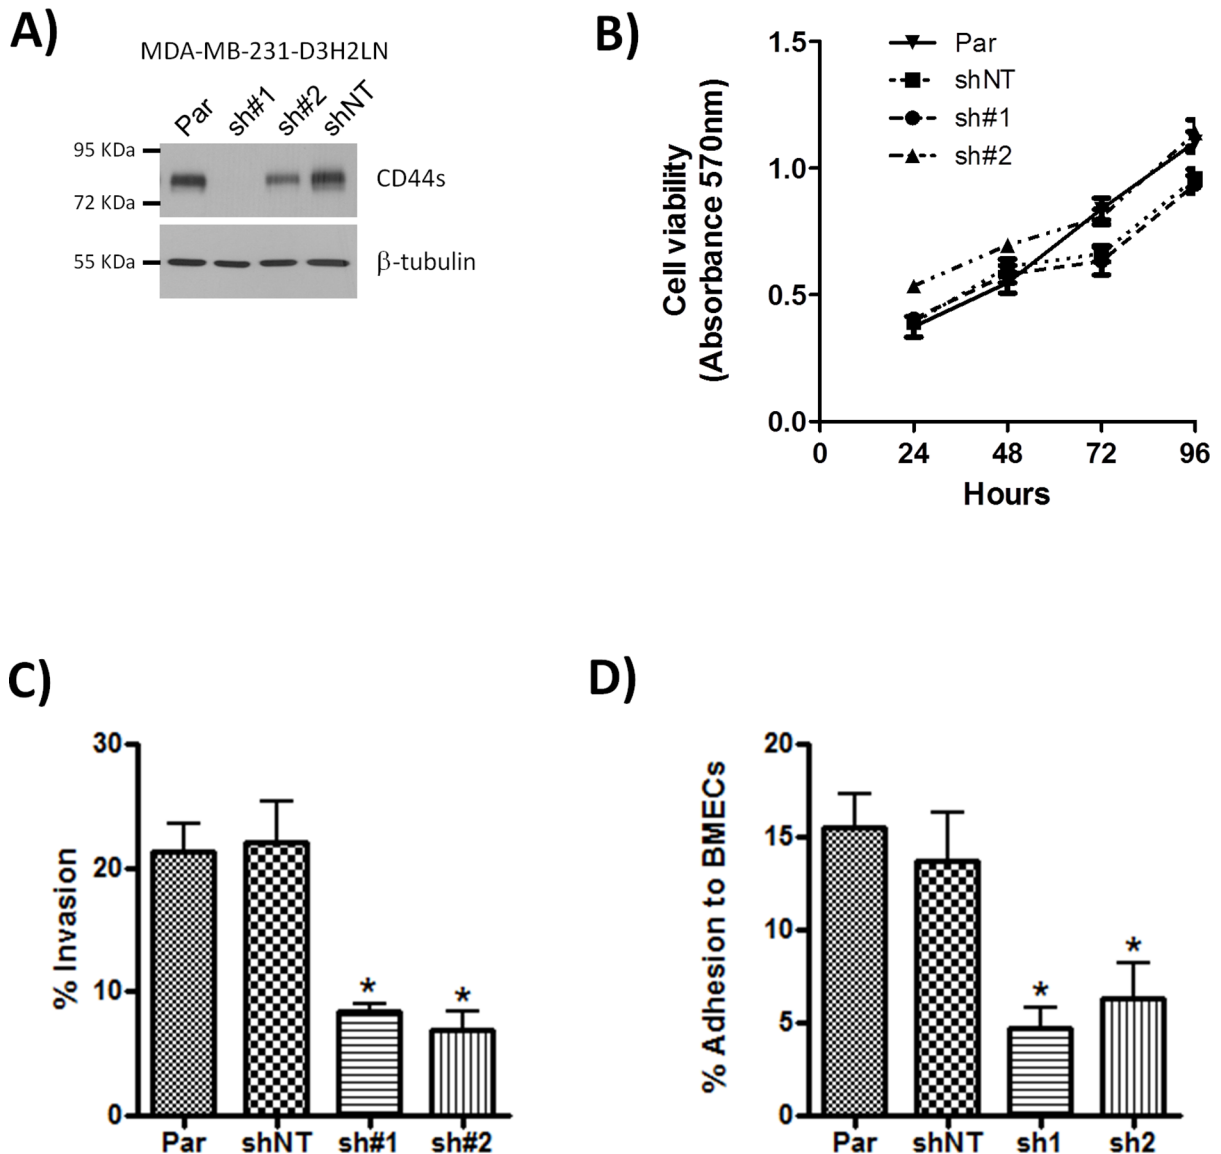 A)
MDA-MB-231-D3H2LN
Par sh#1 sh#2 shNT
95 KDa
CD44s
72 KDa
55 KDa
β-tubulin
B)
Par
shNT
sh#1
sh#2
Cell viability
(Absorbance 570nm)
1.5
1.0
0.5
0.0
0 24 48 72 96
Hours
C)
% Invasion
30
20
10
0
* *
Par shNT sh#1 sh#2
D)
% Adhesion to BMECs
20
15
10
5
0
* *
Par shNT sh1 sh2